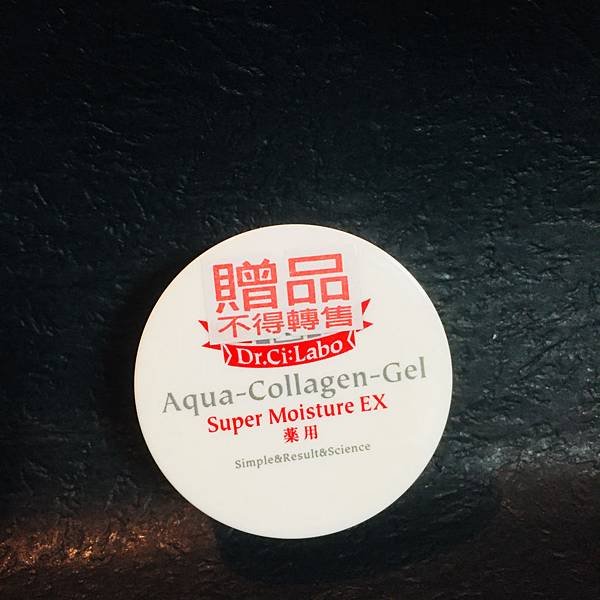 贈品
不得轉售
Dr.Ci:Labo
Aqua-Collagen-Gel
Super Moisture EX
薬用
Simple&Result&Science